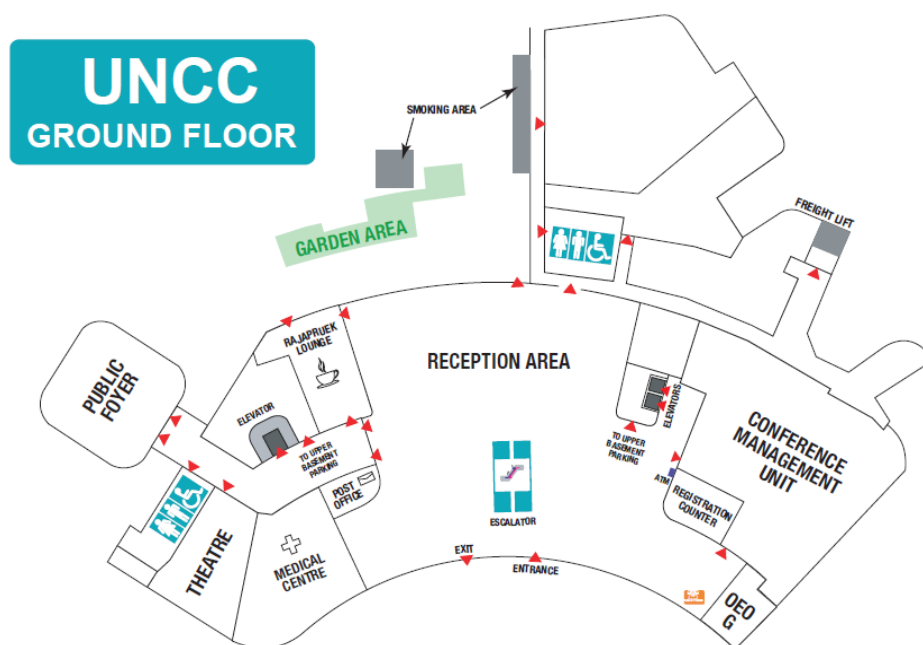 UNCC
GROUND FLOOR
SMOKING AREA
FREIGHT LIFT
GARDEN AREA
RAJAPRUEK
LOUNGE
RECEPTION AREA
PUBLIC
FOYER
ELEVATOR
ELEVATORS
TO UPPER
BASEMENT
PARKING
TO UPPER
BASEMENT
PARKING
CONFERENCE
MANAGEMENT
UNIT
POST
OFFICE
ATM
REGISTRATION
COUNTER
ESCALATOR
THEATRE
MEDICAL
CENTRE
EXIT
ENTRANCE
OEO
G